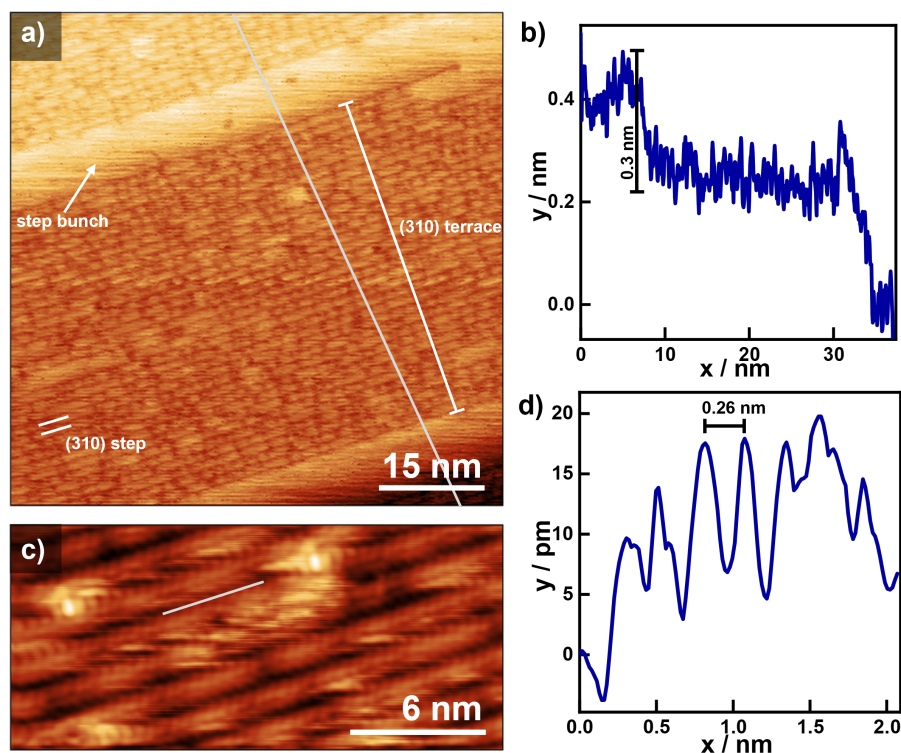 a)
step bunch
(310) terrace
(310) step
15 nm
b)
y / nm
0.4
0.2
0.0
0.3 nm
0
10
20
30
x / nm
c)
6 nm
d)
y / pm
20
15
10
5
0
0.26 nm
0.0
0.5
1.0
1.5
2.0
x / nm